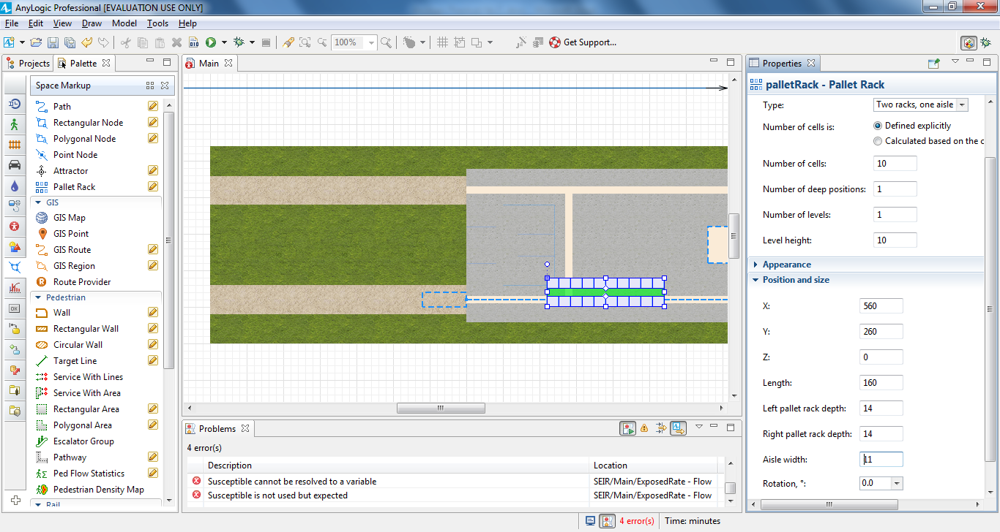 AnyLogic Professional [EVALUATION USE ONLY]
File Edit View Draw Model Tools Help
100% Get Support...
Projects Palette
Space Markup
Path
Rectangular Node
Polygonal Node
Point Node
Attractor
Pallet Rack
GIS
GIS Map
GIS Point
GIS Route
GIS Region
Route Provider
Pedestrian
Wall
Rectangular Wall
Circular Wall
Target Line
Service With Lines
Service With Area
Rectangular Area
Polygonal Area
Escalator Group
Pathway
Ped Flow Statistics
Pedestrian Density Map
Rail
Main
Problems
4 error(s)
Description Location
Susceptible cannot be resolved to a variable SEIR/Main/ExposedRate - Flow
Susceptible is not used but expected SEIR/Main/ExposedRate - Flow
Properties
palletRack - Pallet Rack
Type: Two racks, one aisle
Number of cells is: Defined explicitly
Calculated based on the c
Number of cells: 10
Number of deep positions: 1
Number of levels: 1
Level height: 10
Appearance
Position and size
X: 560
Y: 260
Z: 0
Length: 160
Left pallet rack depth: 14
Right pallet rack depth: 14
Aisle width: 11
Rotation, °: 0.0
4 error(s) Time: minutes